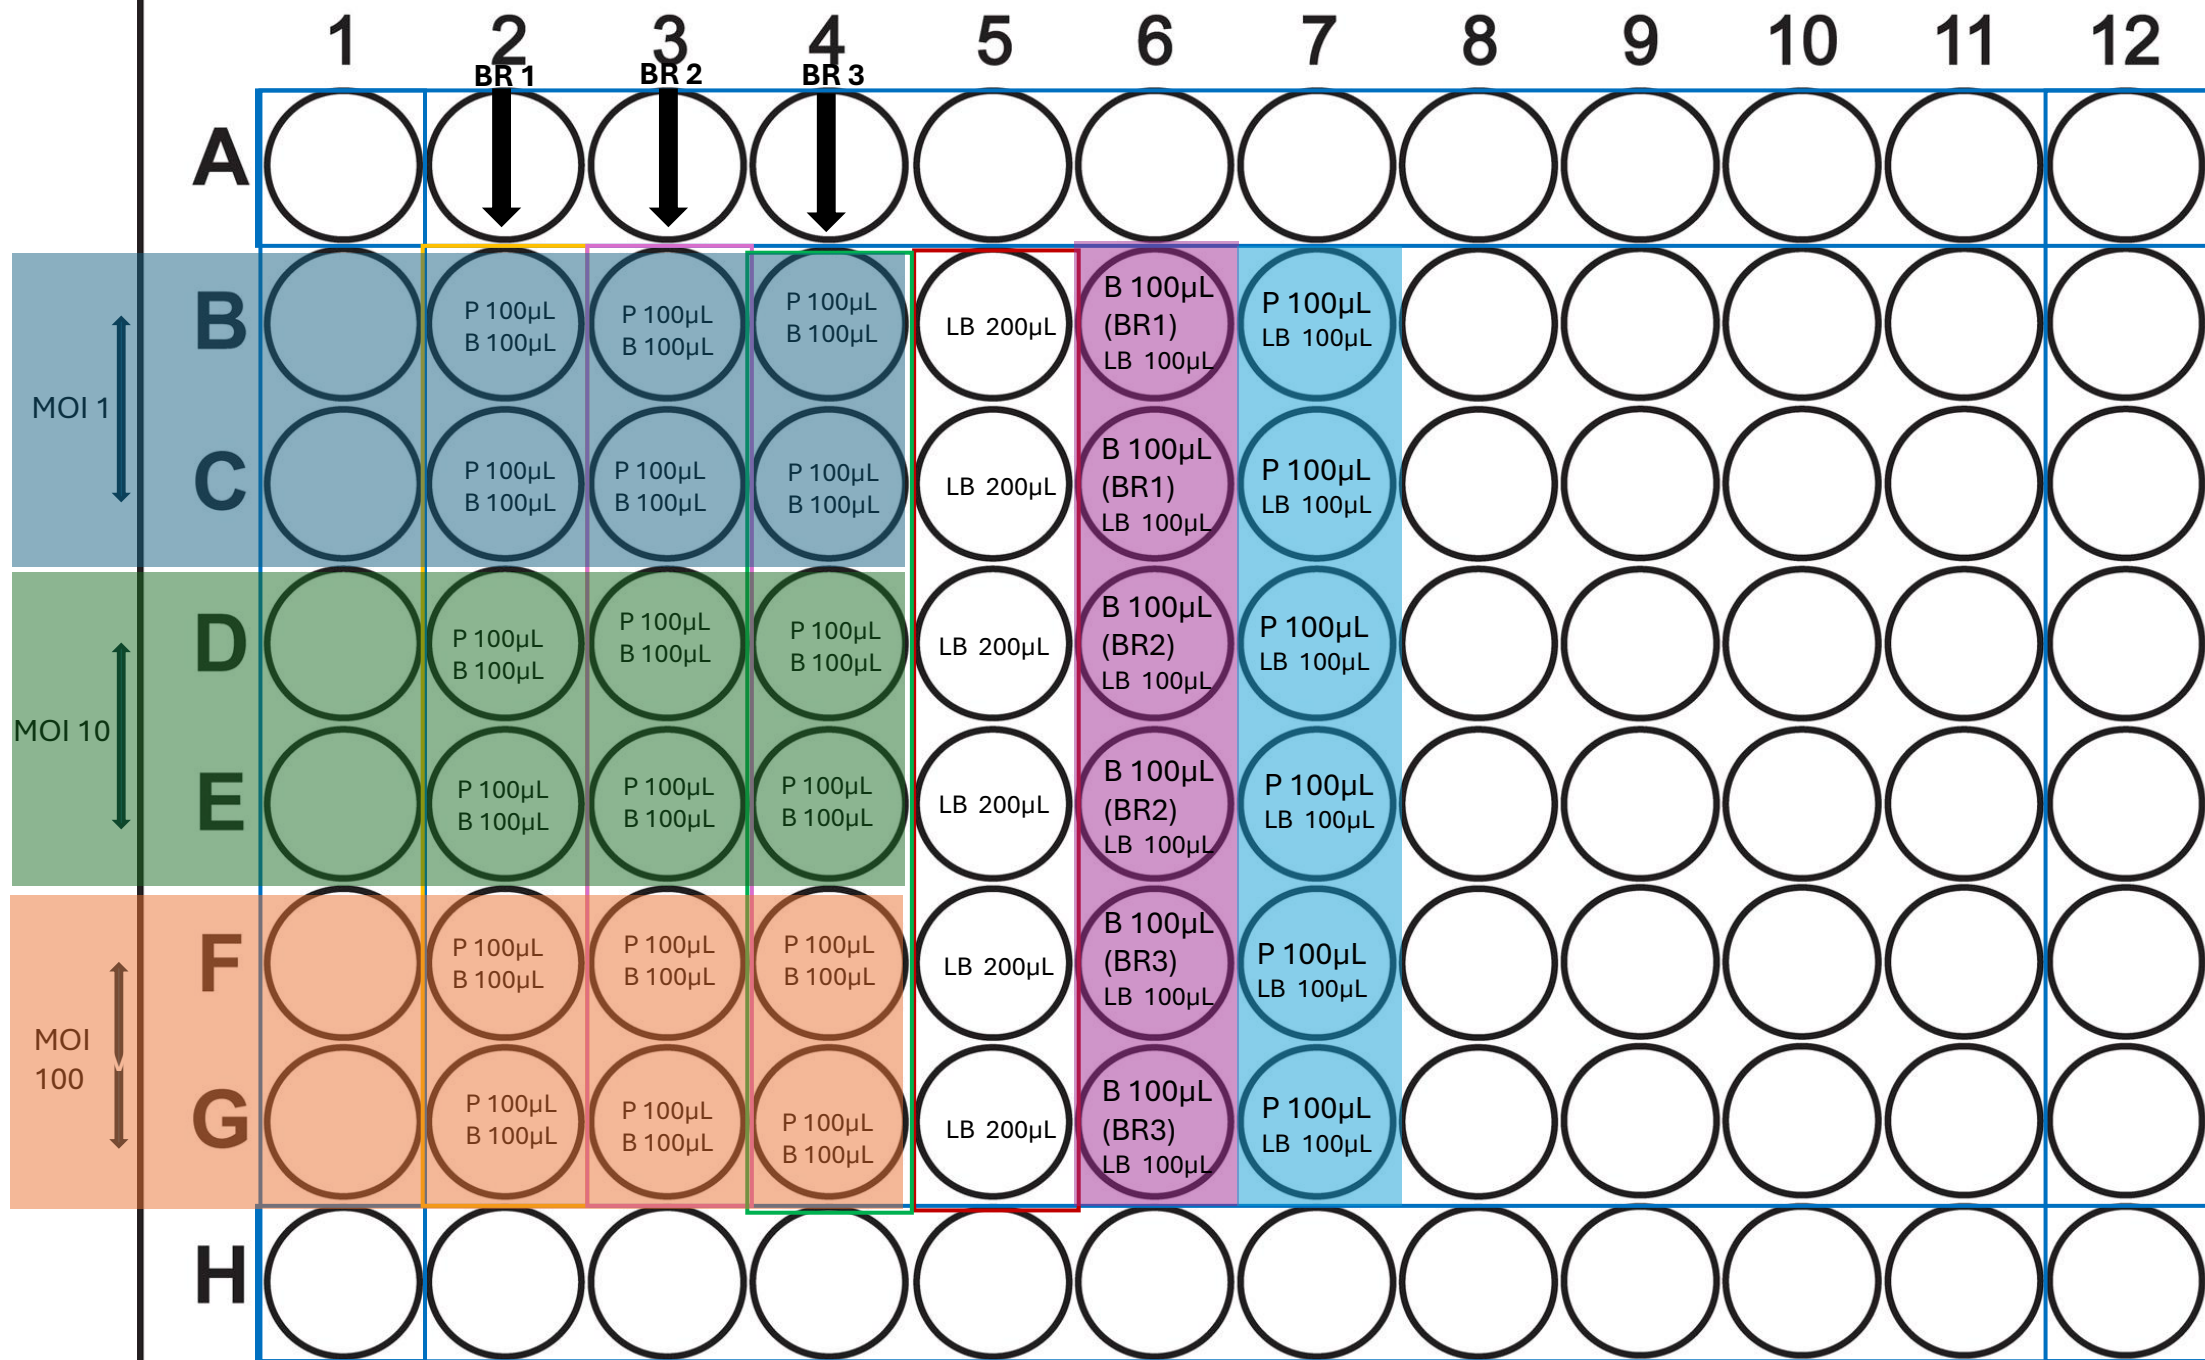 1 2 3 4 5 6 7 8 9 10 11 12
BR 1 BR 2 BR 3
A
B
P 100µL P 100µL P 100µL LB 200µL B 100µL P 100µL
B 100µL B 100µL B 100µL (BR1) LB 100µL
LB 100µL
MOI 1
C
P 100µL P 100µL P 100µL LB 200µL B 100µL P 100µL
B 100µL B 100µL B 100µL (BR1) LB 100µL
LB 100µL
D
P 100µL P 100µL P 100µL LB 200µL B 100µL P 100µL
B 100µL B 100µL B 100µL (BR2) LB 100µL
LB 100µL
MOI 10
E
P 100µL P 100µL P 100µL LB 200µL B 100µL P 100µL
B 100µL B 100µL B 100µL (BR2) LB 100µL
LB 100µL
F
P 100µL P 100µL P 100µL LB 200µL B 100µL P 100µL
B 100µL B 100µL B 100µL (BR3) LB 100µL
LB 100µL
MOI
100
G
P 100µL P 100µL P 100µL LB 200µL B 100µL P 100µL
B 100µL B 100µL B 100µL (BR3) LB 100µL
LB 100µL
H